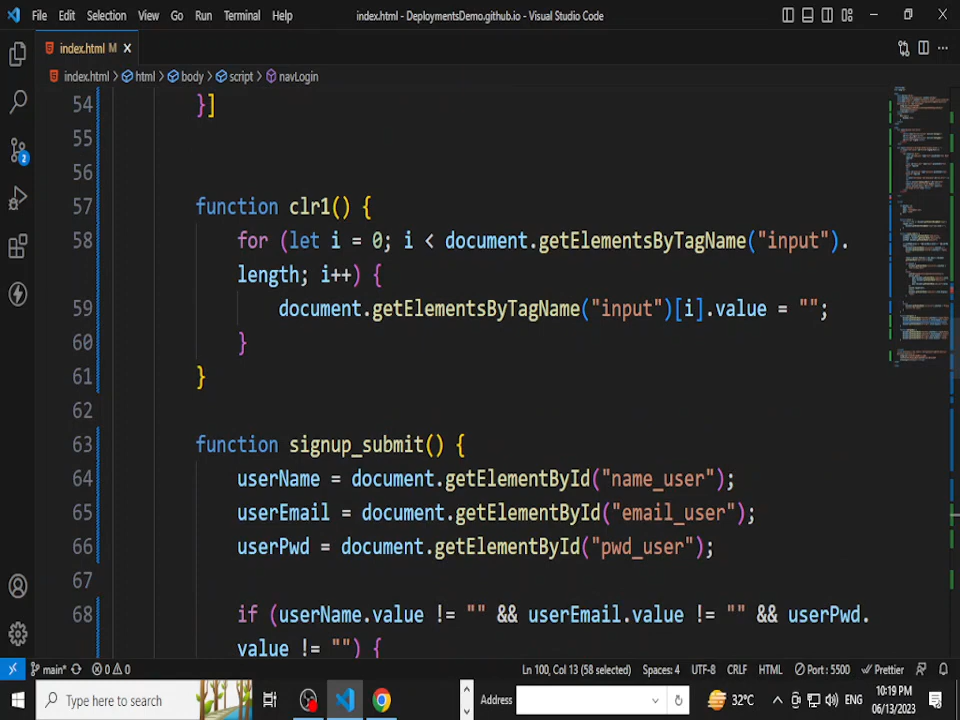 File Edit Selection View Go Run Terminal Help index.html - DeploymentsDemo.github.io - Visual Studio Code
index.html M
index.html > html > body > script > navLogin
54 }]
55
56
57 function clr1() {
58 for (let i = 0; i < document.getElementsByTagName("input").
length; i++) {
59 document.getElementsByTagName("input")[i].value = "";
60 }
61 }
62
63 function signup_submit() {
64 userName = document.getElementById("name_user");
65 userEmail = document.getElementById("email_user");
66 userPwd = document.getElementById("pwd_user");
67
68 if (userName.value != "" && userEmail.value != "" && userPwd.
value != "") {
2
main* 0 0 Ln 100, Col 13 (58 selected) Spaces: 4 UTF-8 CRLF HTML Port : 5500 Prettier
Type here to search Address 32°C ENG 10:19 PM
06/13/2023